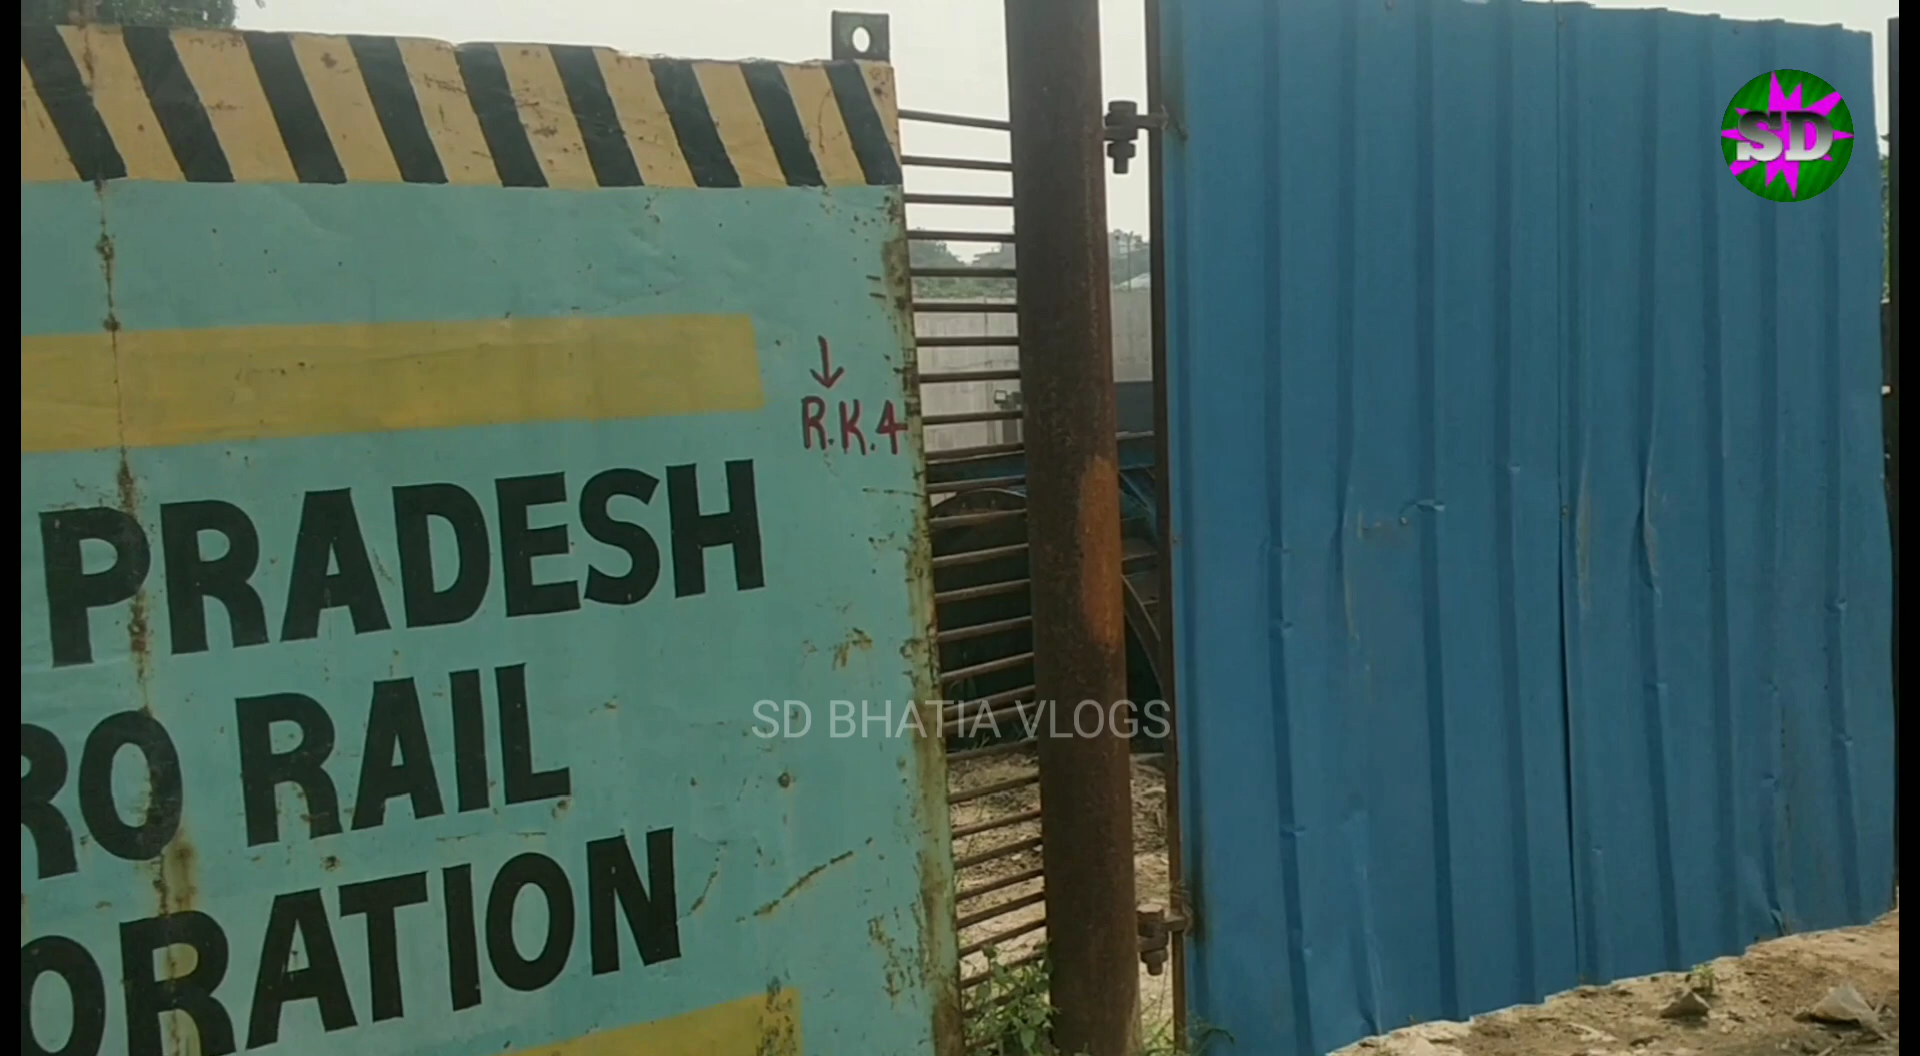 SD
R.K.4
PRADESH
RO RAIL
ORATION
SD BHATIA VLOGS